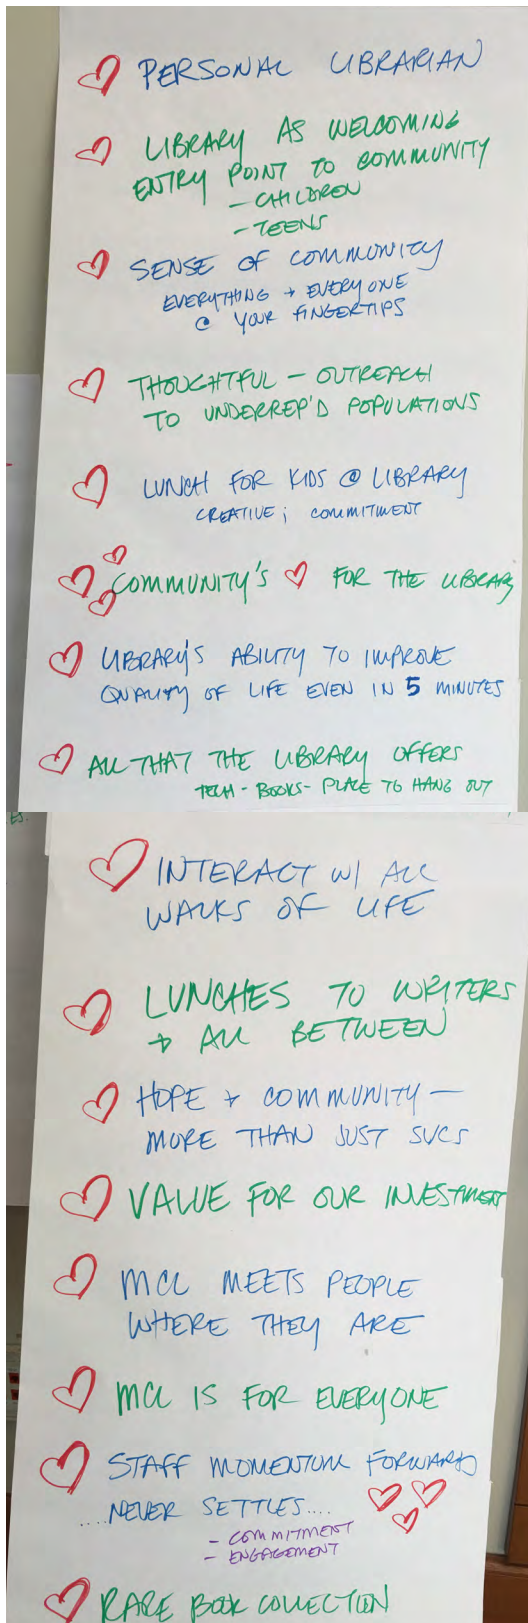 PERSONAL LIBRARIAN
LIBRARY AS WELCOMING
ENTRY POINT TO COMMUNITY
- CHILDREN
- TEENS
SENSE OF COMMUNITY
EVERYTHING + EVERYONE
@ YOUR FINGERTIPS
THOUGHTFUL - OUTREACH
TO UNDERREP'D POPULATIONS
LUNCH FOR KIDS @ LIBRARY
CREATIVE; COMMITMENT
COMMUNITY'S ♡ FOR THE LIBRARY
LIBRARY'S ABILITY TO IMPROVE
QUALITY OF LIFE EVEN IN 5 MINUTES
ALL THAT THE LIBRARY OFFERS
TECH - BOOKS - PLACE TO HANG OUT
INTERACT W/ ALL
WALKS OF LIFE
LUNCHES TO WRITERS
+ ALL BETWEEN
HOPE + COMMUNITY -
MORE THAN JUST SVCS
VALUE FOR OUR INVESTMENT
MCL MEETS PEOPLE
WHERE THEY ARE
MCL IS FOR EVERYONE
STAFF MOMENTUM FORWARD
....NEVER SETTLES....
- COMMITMENT
- ENGAGEMENT
RARE BOOK COLLECTION